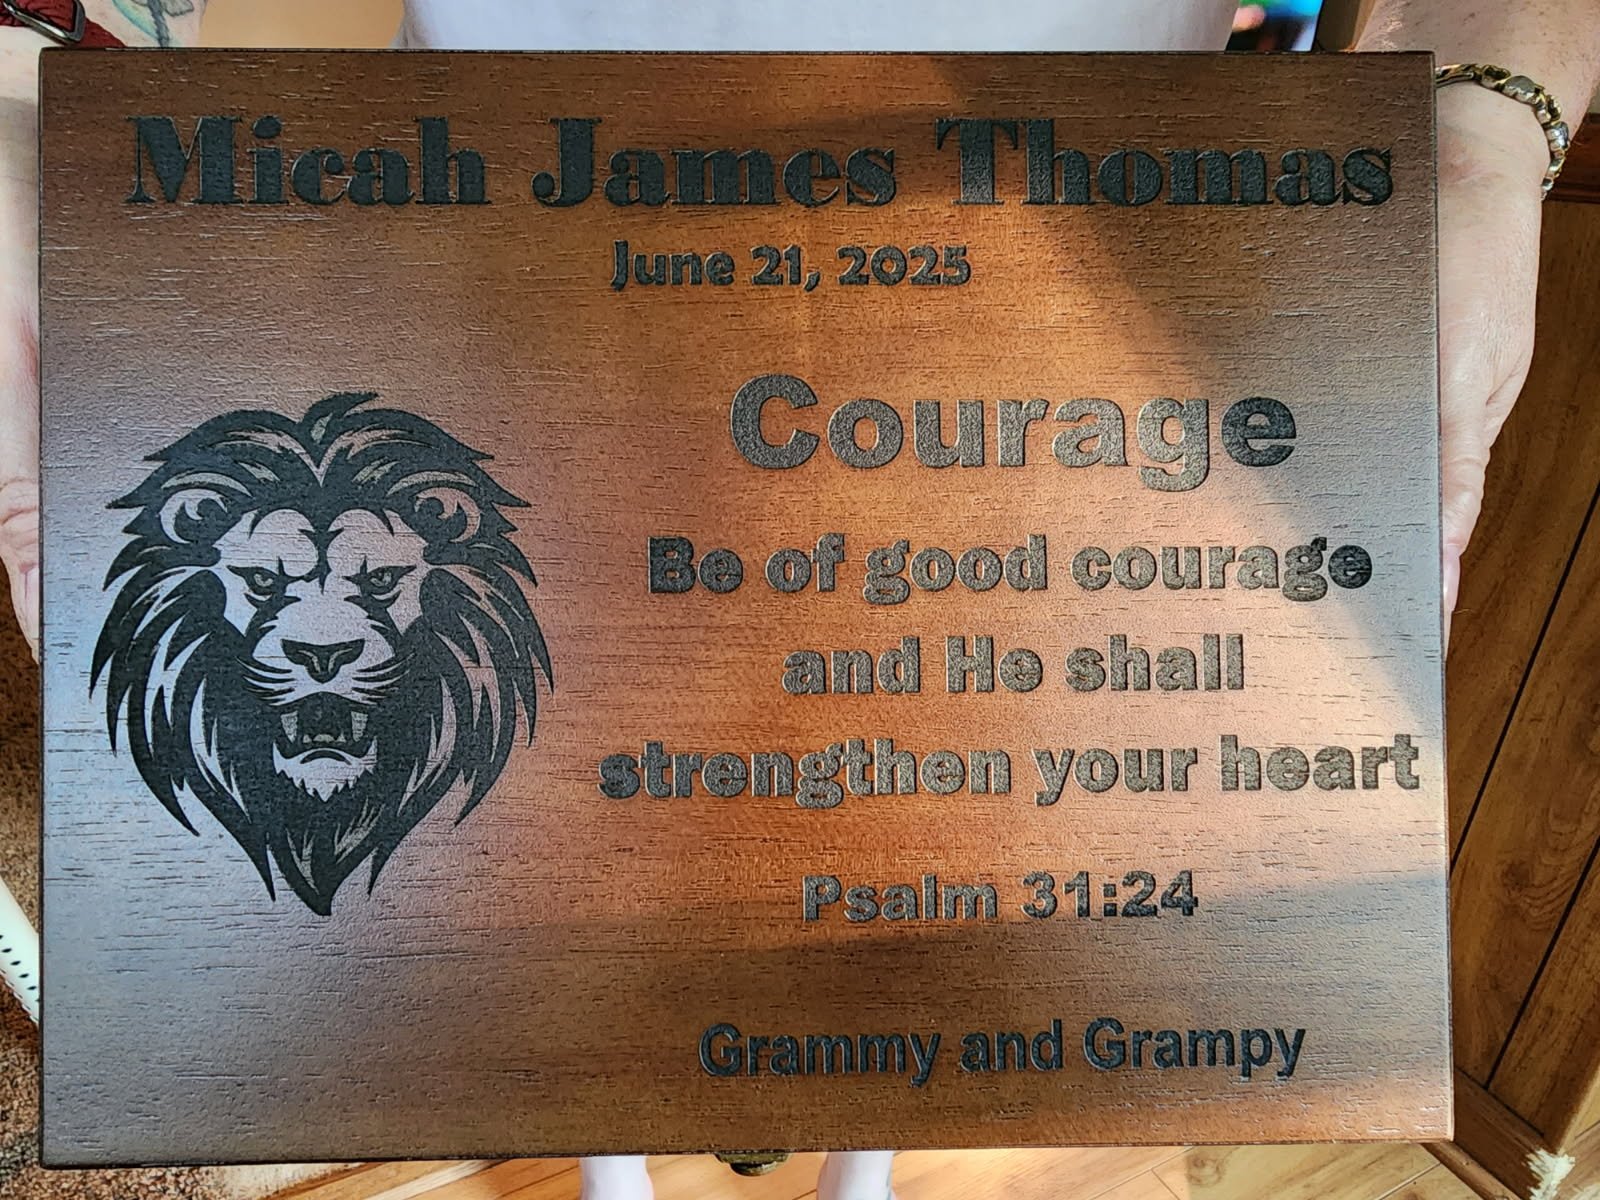 Micah James Thomas
June 21, 2025
Courage
Be of good courage
and He shall
strengthen your heart
Psalm 31:24
Grammy and Grampy